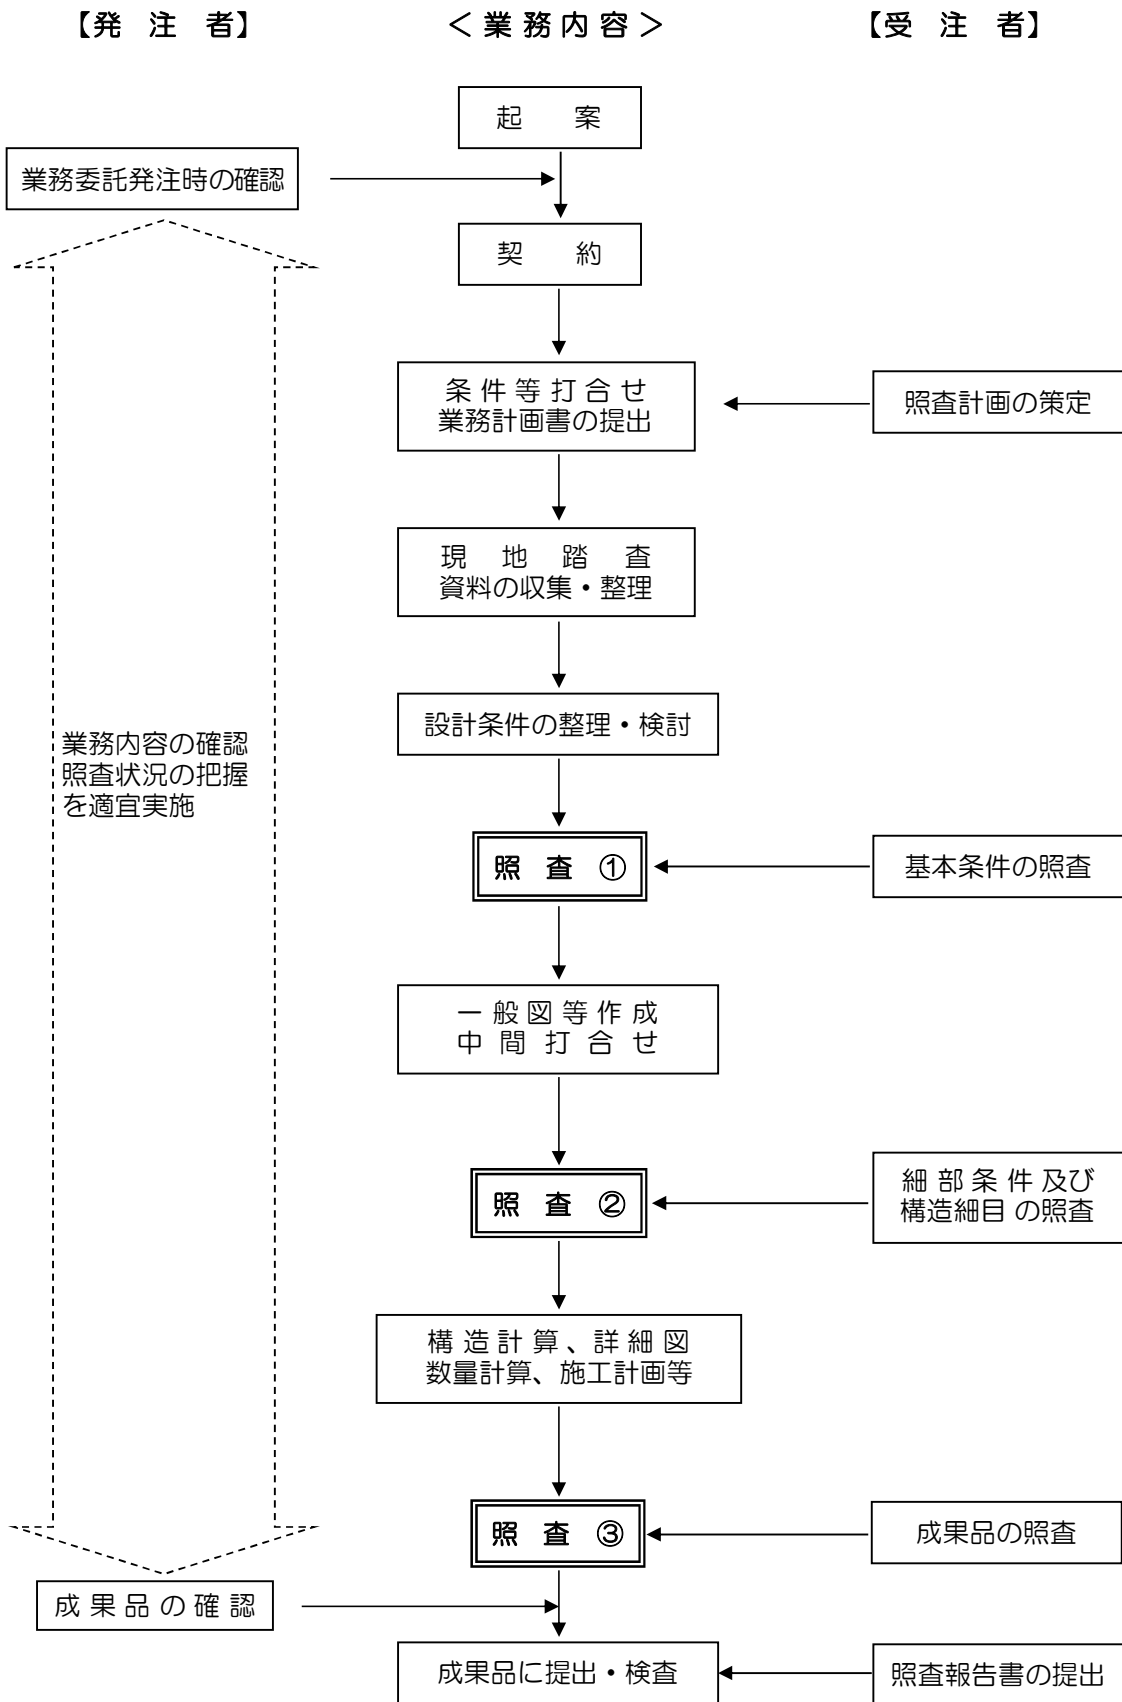 【発 注 者】
＜業務内容＞
【受 注 者】
起 案
業務委託発注時の確認
契 約
条件等打合せ
業務計画書の提出
照査計画の策定
現地踏査
資料の収集・整理
設計条件の整理・検討
業務内容の確認
照査状況の把握
を適宜実施
照 査 ①
基本条件の照査
一般図等作成
中間打合せ
照 査 ②
細部条件及び
構造細目の照査
構造計算、詳細図
数量計算、施工計画等
照 査 ③
成果品の照査
成果品の確認
成果品に提出・検査
照査報告書の提出